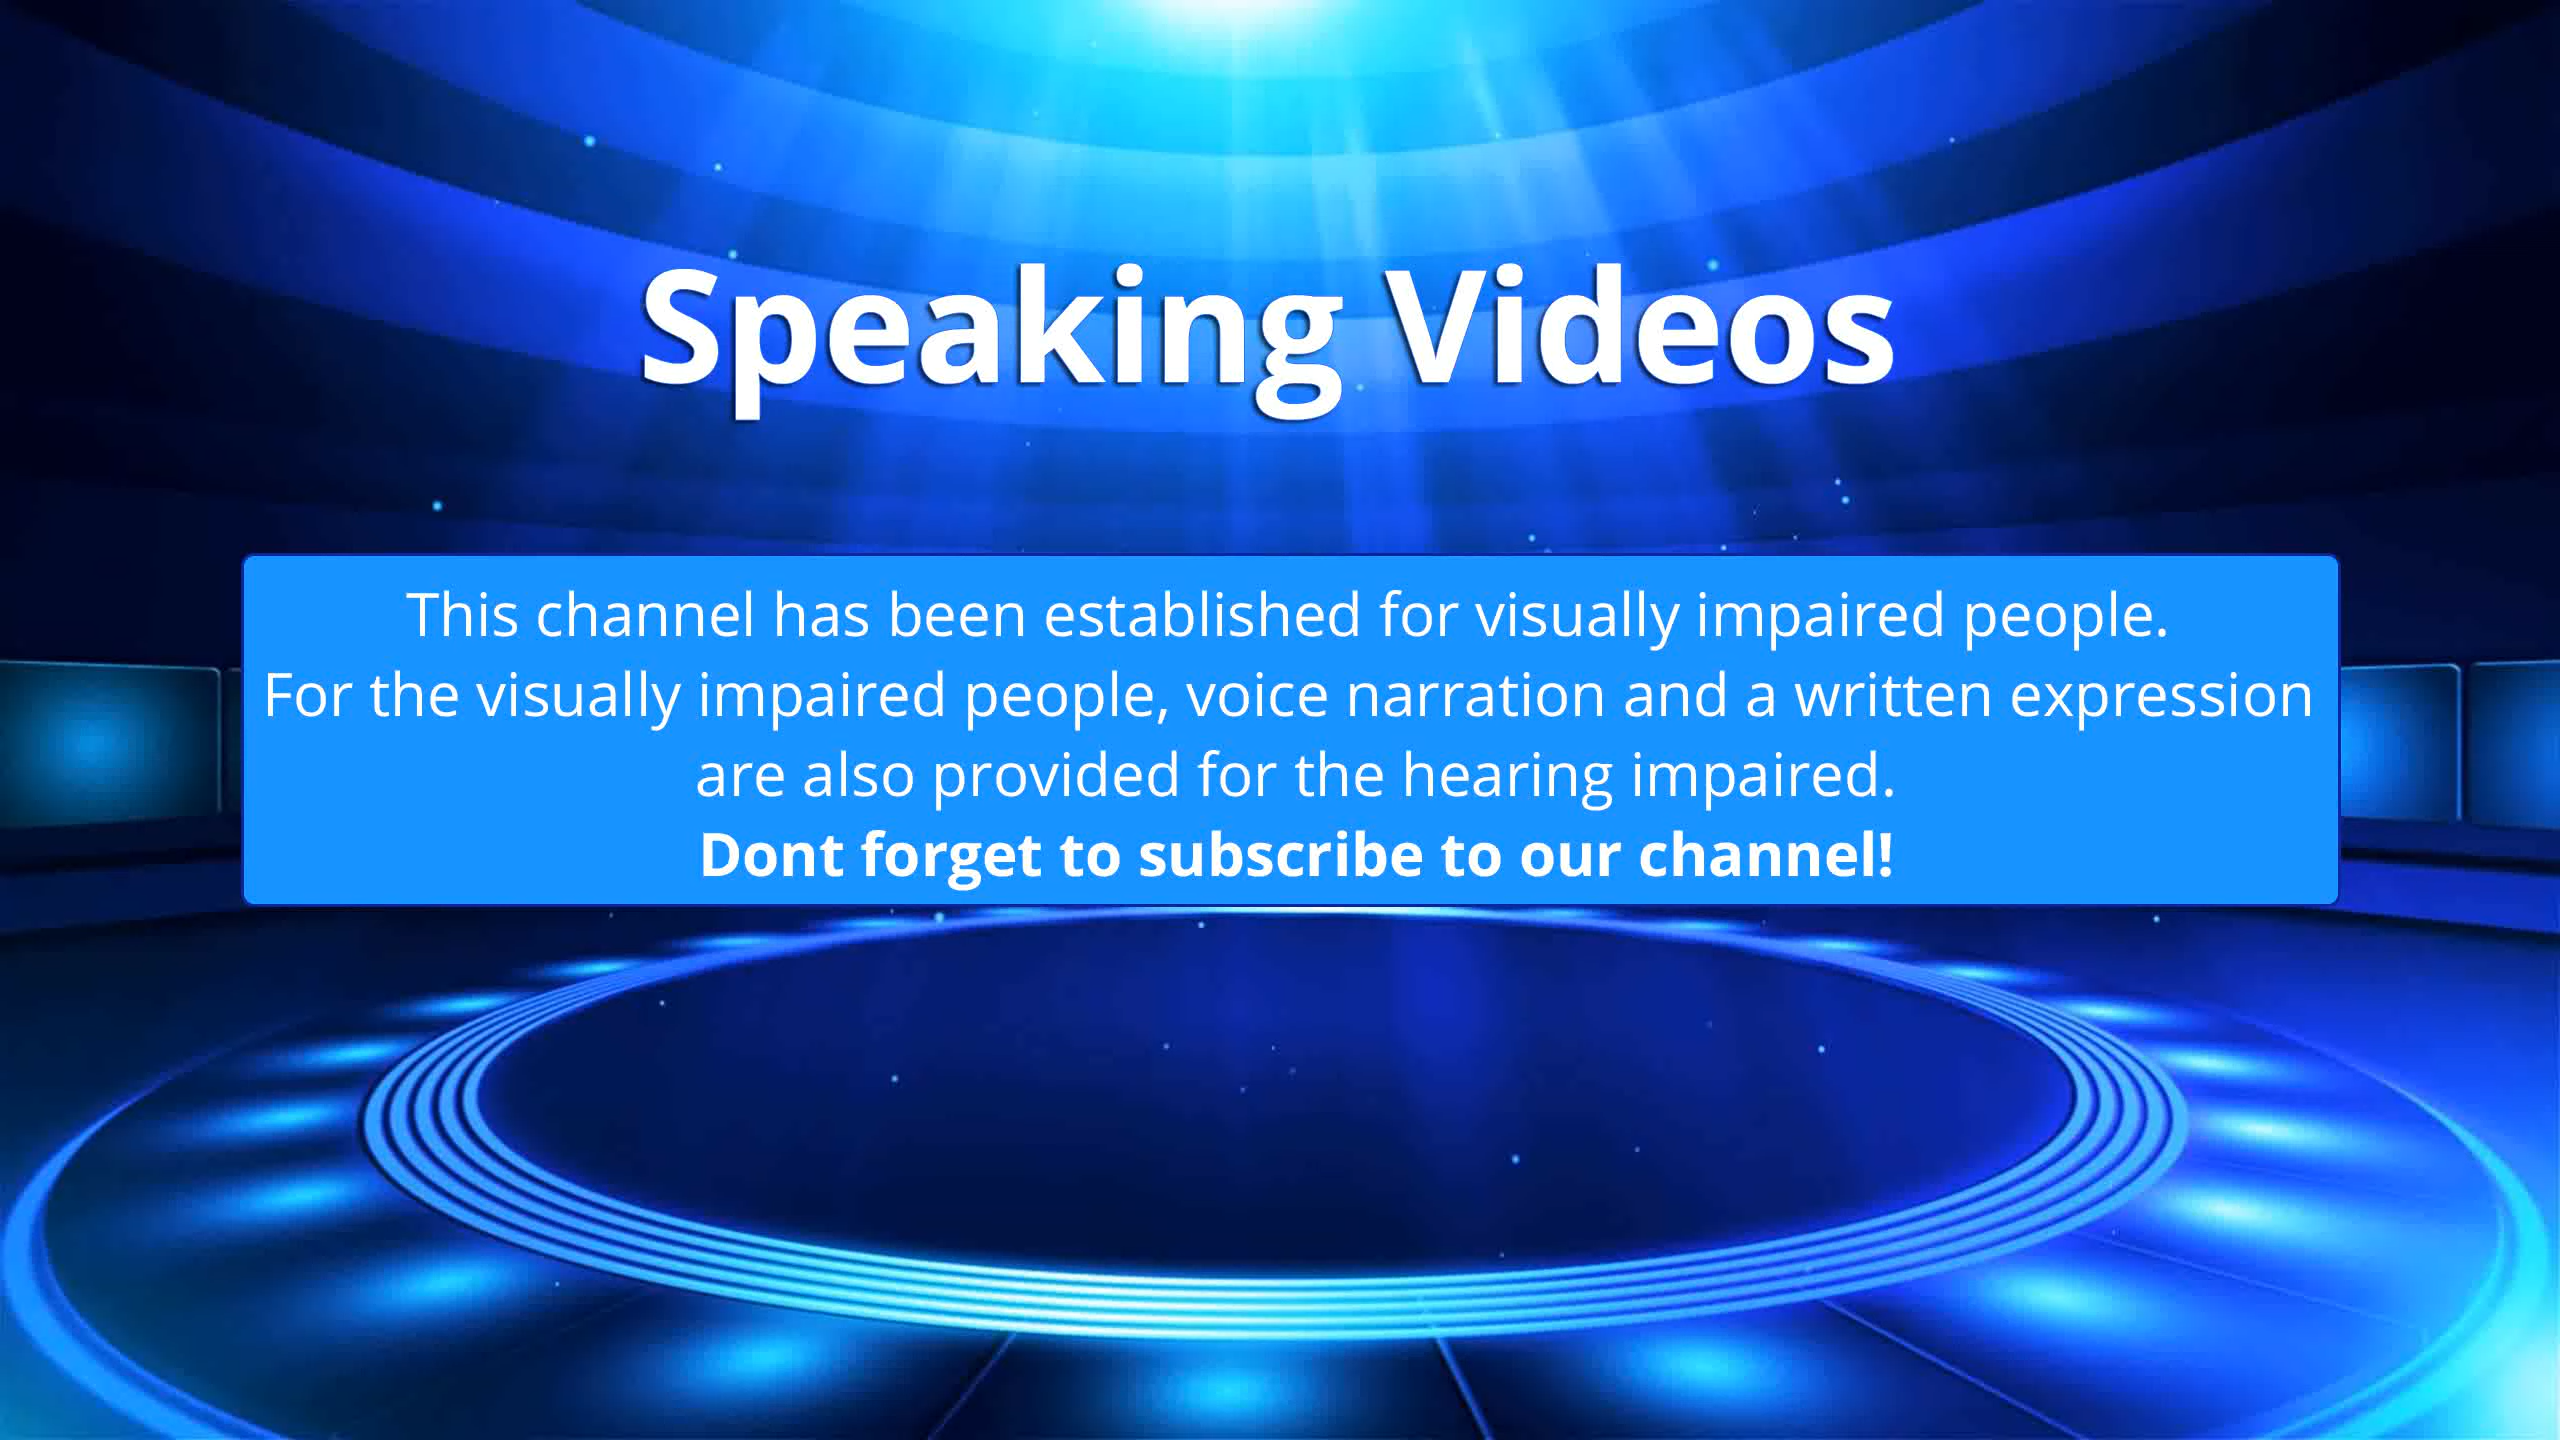 Speaking Videos
This channel has been established for visually impaired people.
For the visually impaired people, voice narration and a written expression
are also provided for the hearing impaired.
Dont forget to subscribe to our channel!